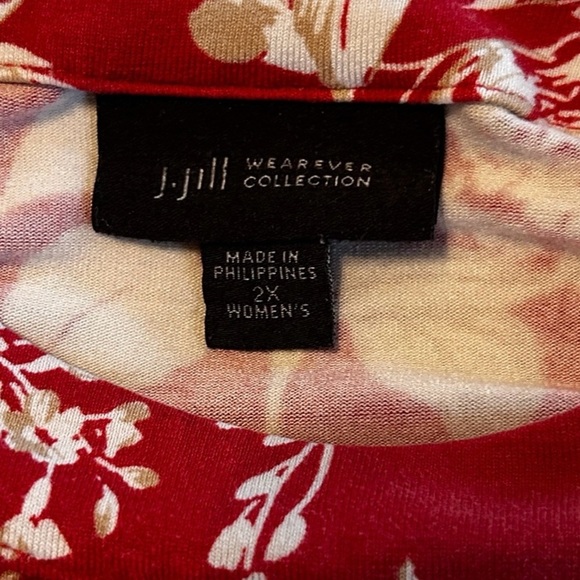 J.Jill WEAREVER
COLLECTION
MADE IN
PHILIPPINES
2X
WOMEN'S